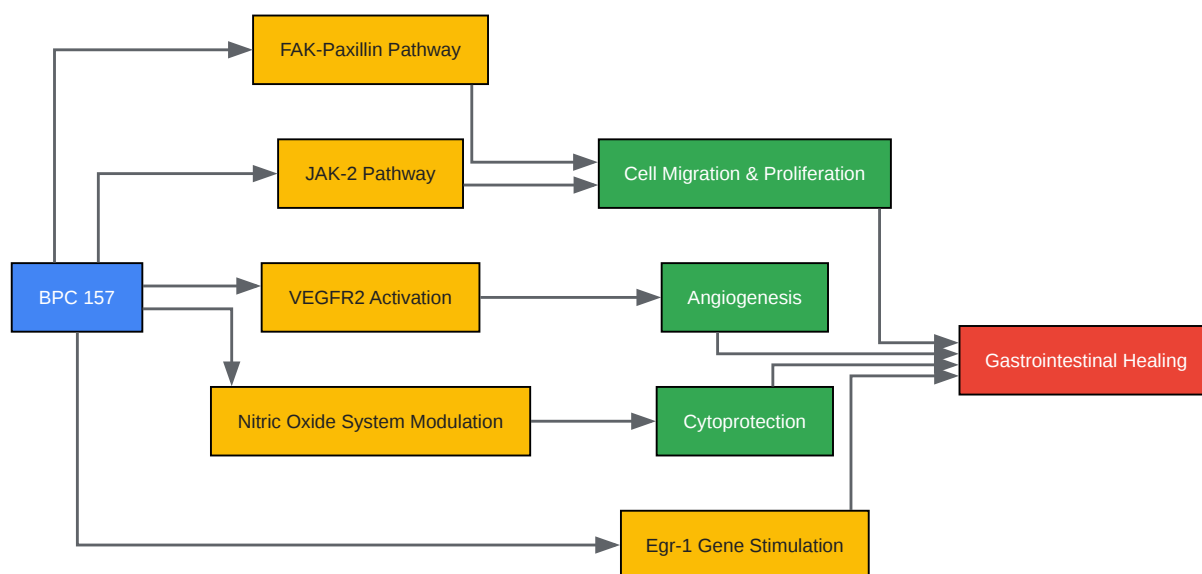 FAK-Paxillin Pathway
JAK-2 Pathway
Cell Migration & Proliferation
BPC 157
VEGFR2 Activation
Angiogenesis
Gastrointestinal Healing
Nitric Oxide System Modulation
Cytoprotection
Egr-1 Gene Stimulation